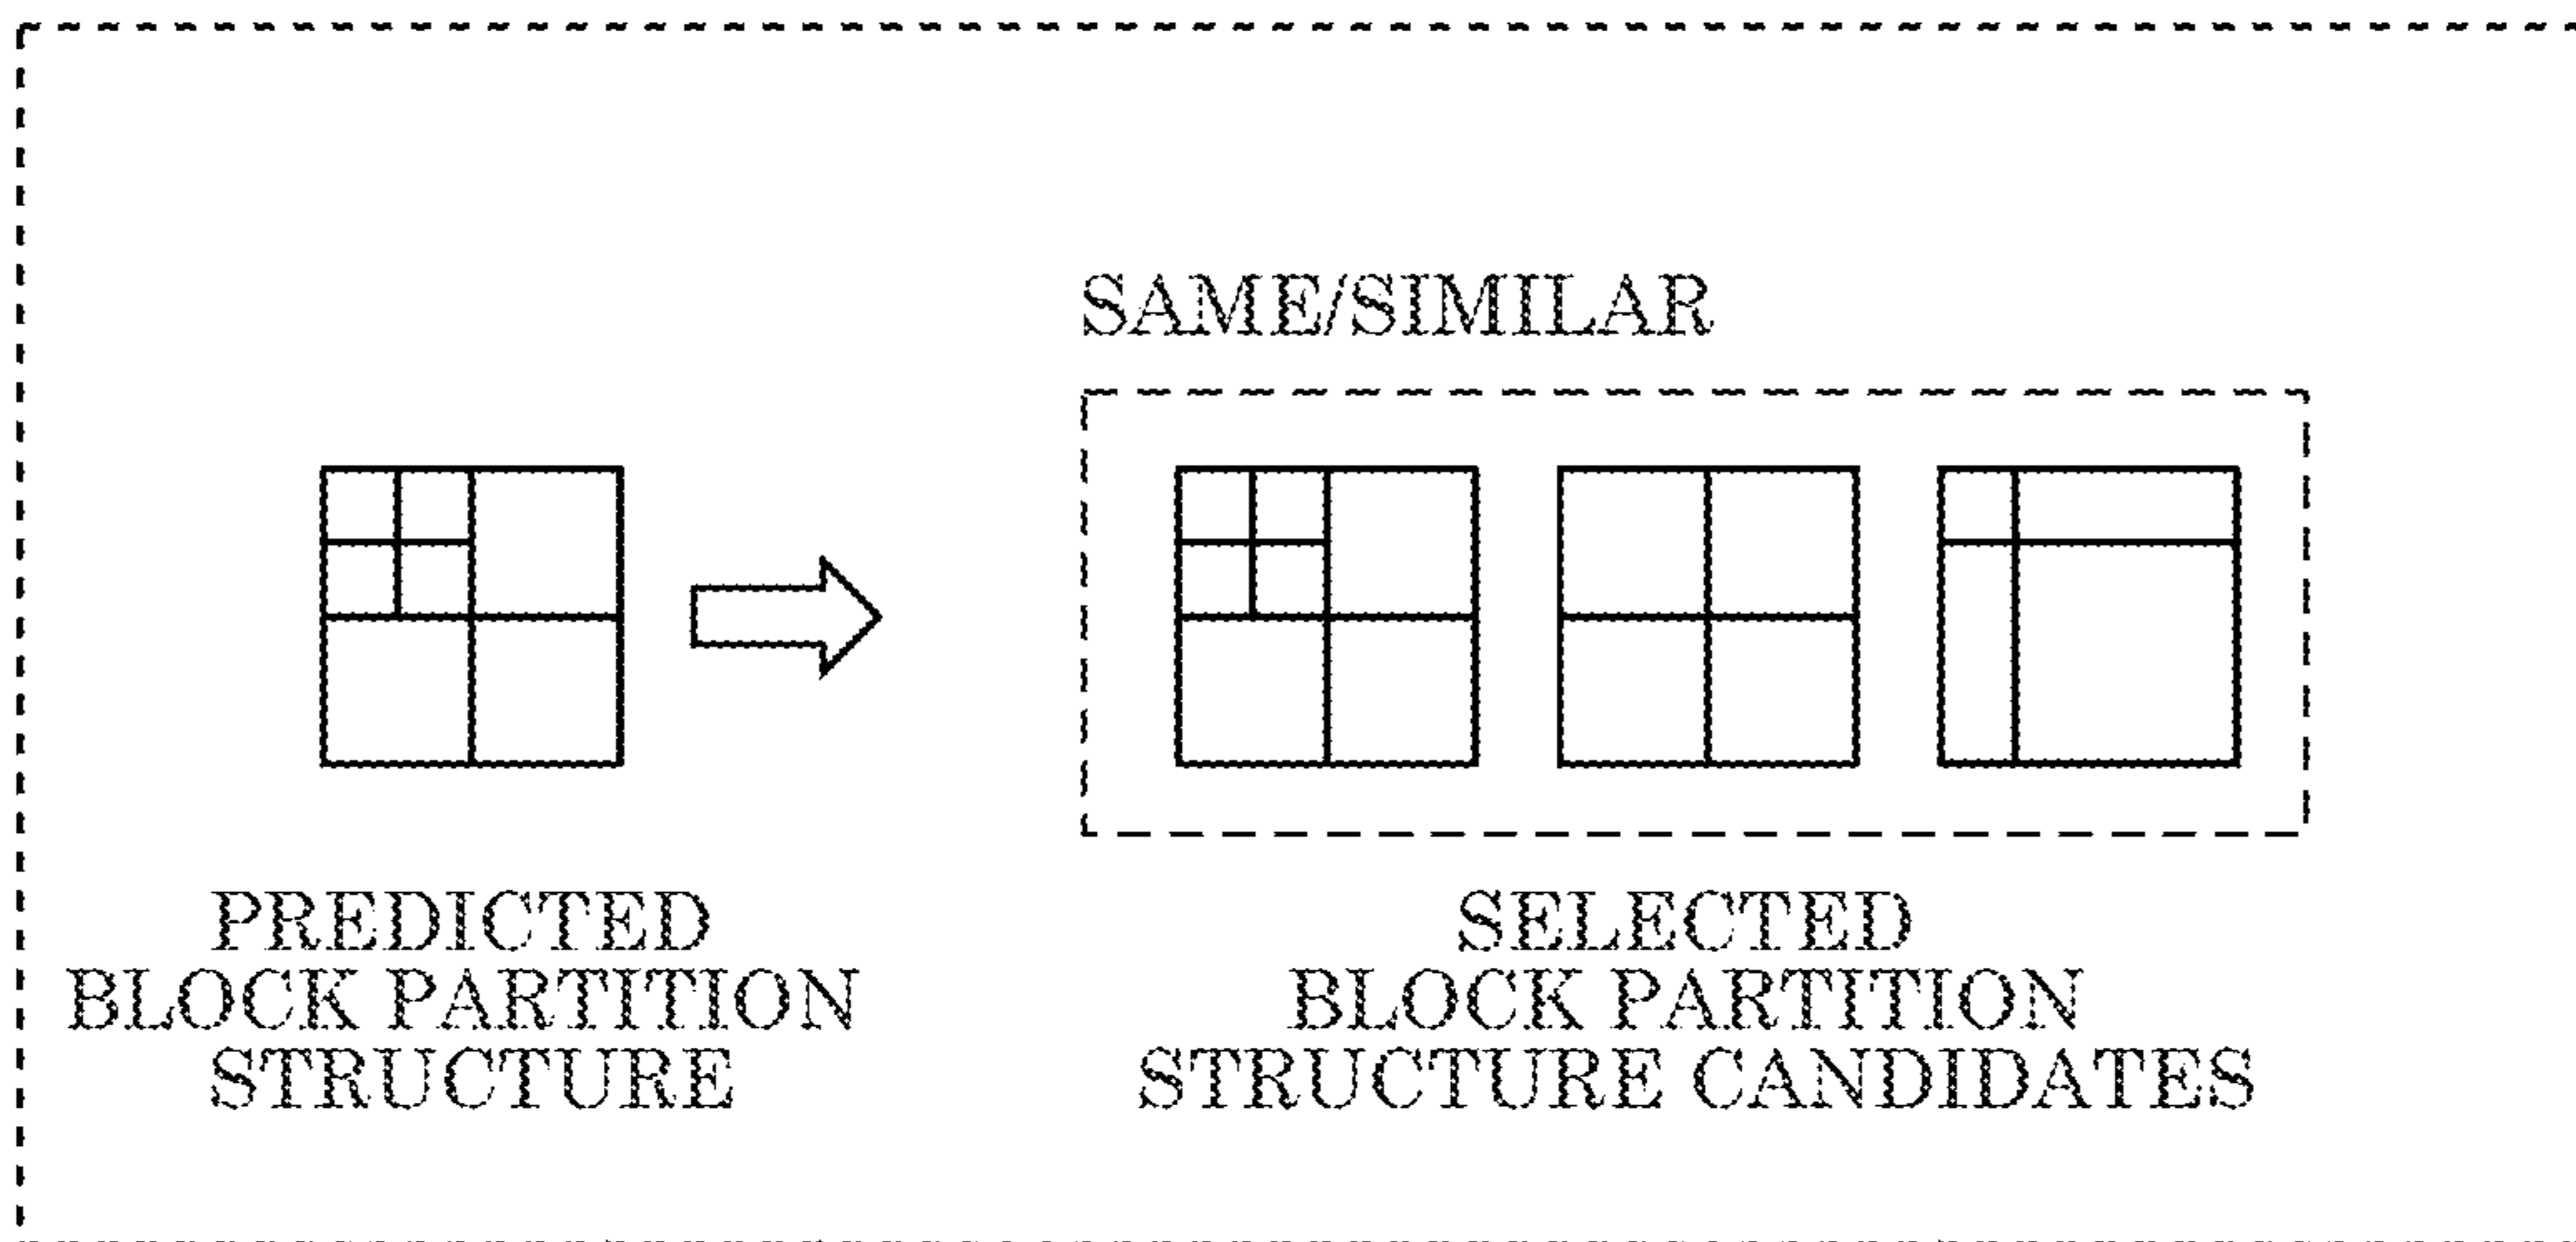 SAME/SIMILAR
PREDICTED
BLOCK PARTITION
STRUCTURE
SELECTED
BLOCK PARTITION
STRUCTURE CANDIDATES